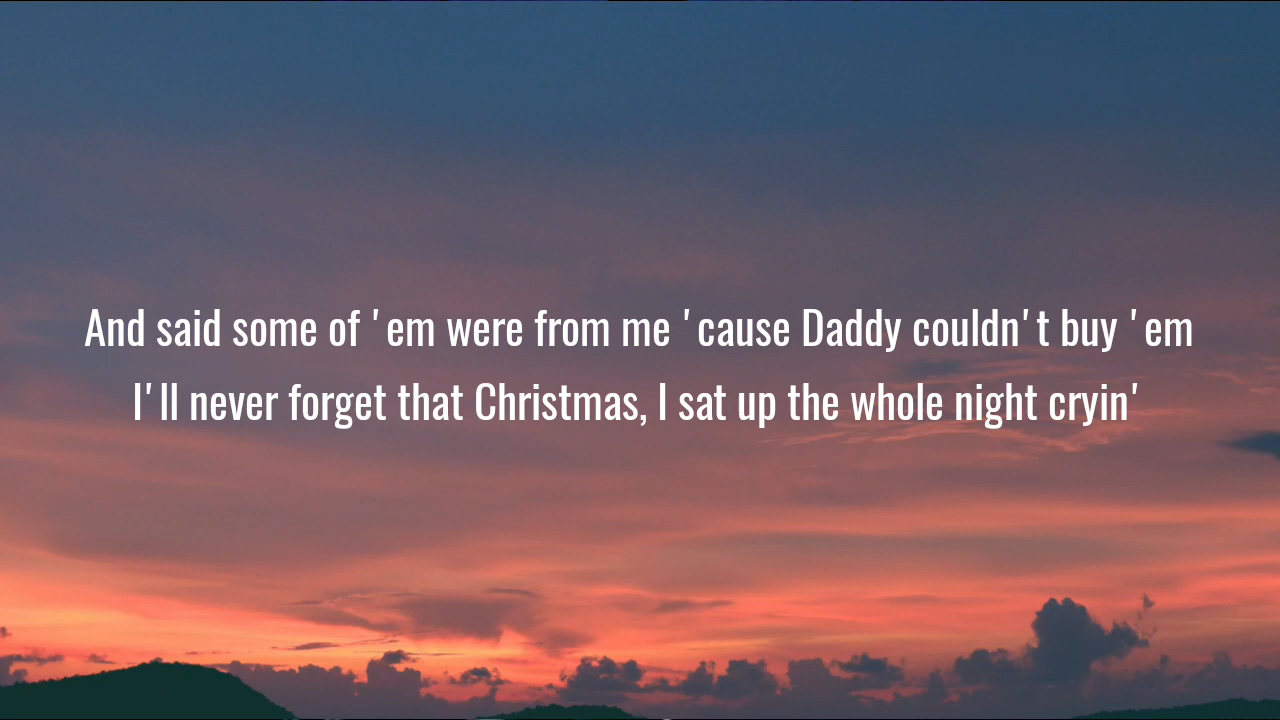 And said some of 'em were from me 'cause Daddy couldn't buy 'em
I'll never forget that Christmas, I sat up the whole night cryin'